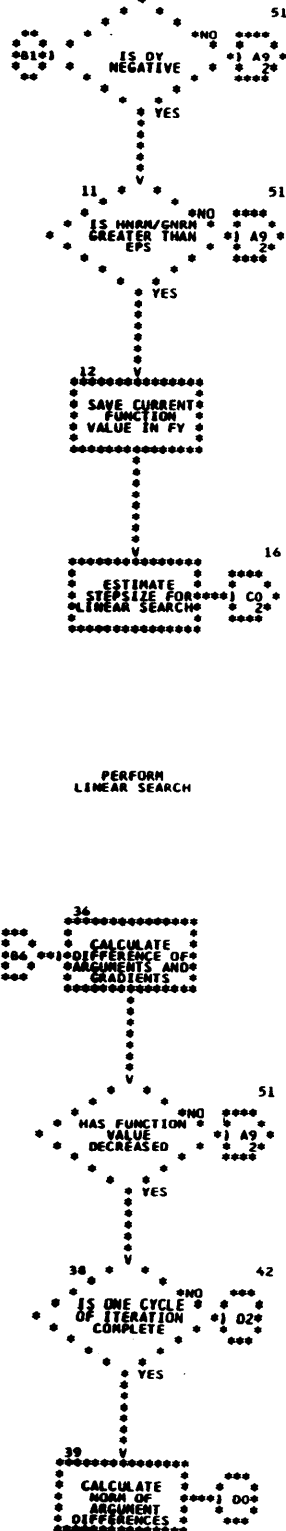 51
*NO
B1
IS DY
NEGATIVE
A9
2
YES
11
51
*NO
IS HNRM/GNRM
GREATER THAN
EPS
A9
2
YES
12
SAVE CURRENT
FUNCTION
VALUE IN FY
16
ESTIMATE
STEPSIZE FOR
LINEAR SEARCH
C0
2
PERFORM
LINEAR SEARCH
36
B6
CALCULATE
DIFFERENCE OF
ARGUMENTS AND
GRADIENTS
51
*NO
HAS FUNCTION
VALUE
DECREASED
A9
2
YES
38
42
*NO
IS ONE CYCLE
OF ITERATION
COMPLETE
D2
YES
39
CALCULATE
NORM OF
ARGUMENT
DIFFERENCES
D0